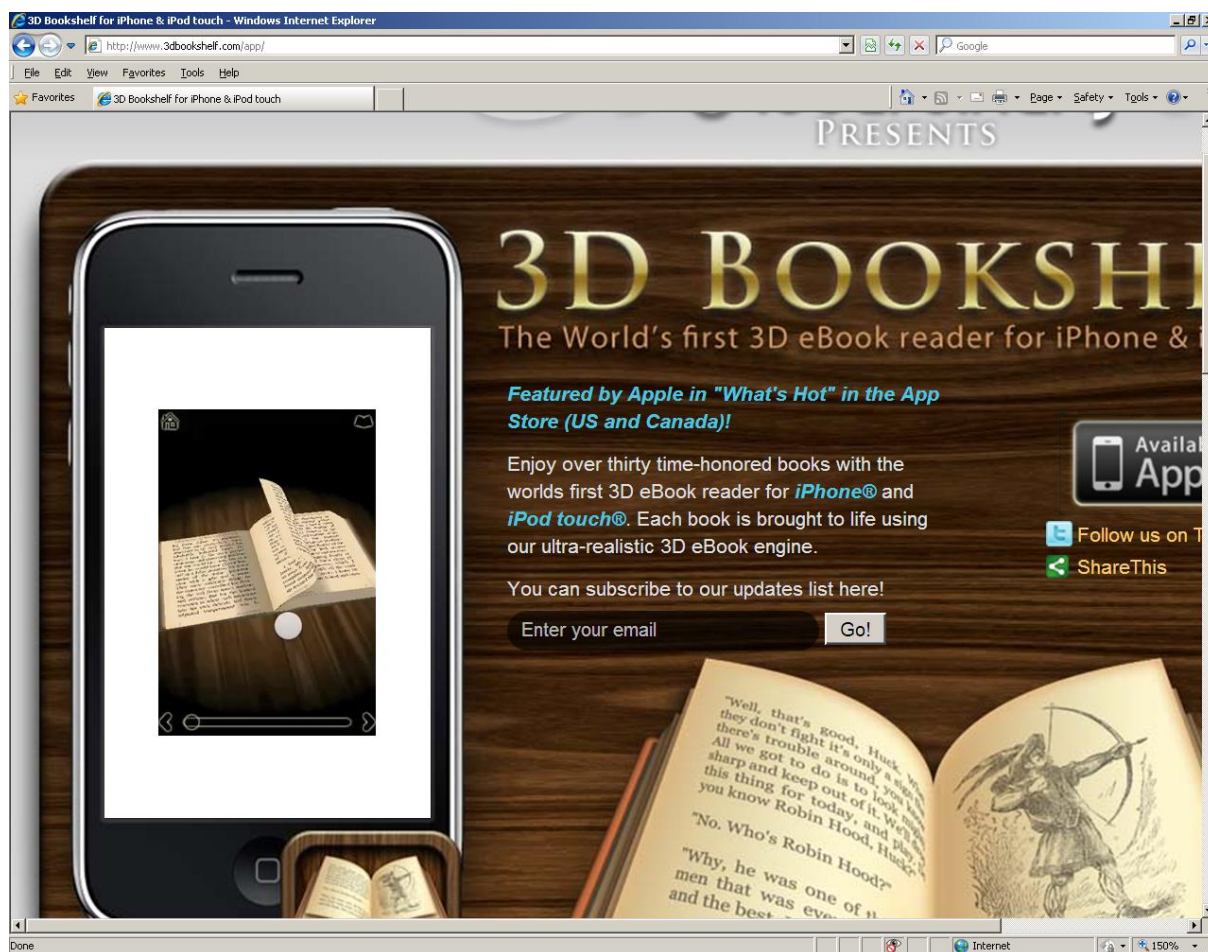 3D Bookshelf for iPhone & iPod touch - Windows Internet Explorer
http://www.3dbookshelf.com/app/
Google
File Edit View Favorites Tools Help
Favorites
3D Bookshelf for iPhone & iPod touch
Page Safety Tools
PRESENTS
3D BOOKSH
The World's first 3D eBook reader for iPhone & i
Featured by Apple in "What's Hot" in the App
Store (US and Canada)!
Enjoy over thirty time-honored books with the
worlds first 3D eBook reader for iPhone® and
iPod touch®. Each book is brought to life using
our ultra-realistic 3D eBook engine.
You can subscribe to our updates list here!
Enter your email
Go!
Availa
App
Follow us on T
ShareThis
"Well, that's good, Huck. W
they don't fight it's only a sign
there's trouble around, you know
All we got to do is to look
sharp and keep out of it. We'll
this thing for today, and play.
you know Robin Hood, Huck?"
"No. Who's Robin Hood?"
"Why, he was one of
men that was eve
and the best.
Done
Internet
150%